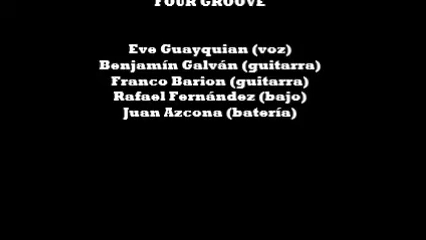 FOUR GROOVE
Eve Guayquian (voz)
Benjamín Galván (guitarra)
Franco Barion (guitarra)
Rafael Fernández (bajo)
Juan Azcona (batería)